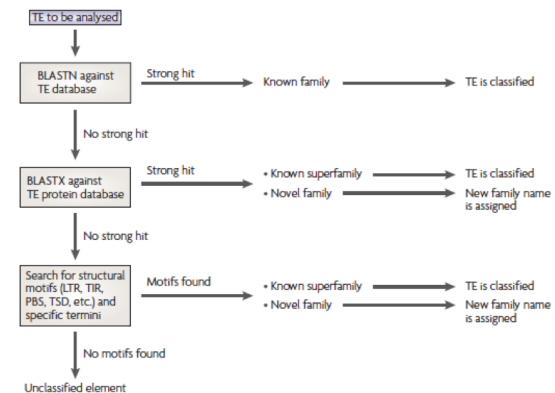 TE to be analysed
BLASTN against
TE database
Strong hit
Known family
TE is classified
No strong hit
BLASTX against
TE protein database
Strong hit
• Known superfamily
TE is classified
• Novel family
New family name
is assigned
No strong hit
Search for structural
motifs (LTR, TIR,
PBS, TSD, etc.) and
specific termini
Motifs found
• Known superfamily
TE is classified
• Novel family
New family name
is assigned
No motifs found
Unclassified element